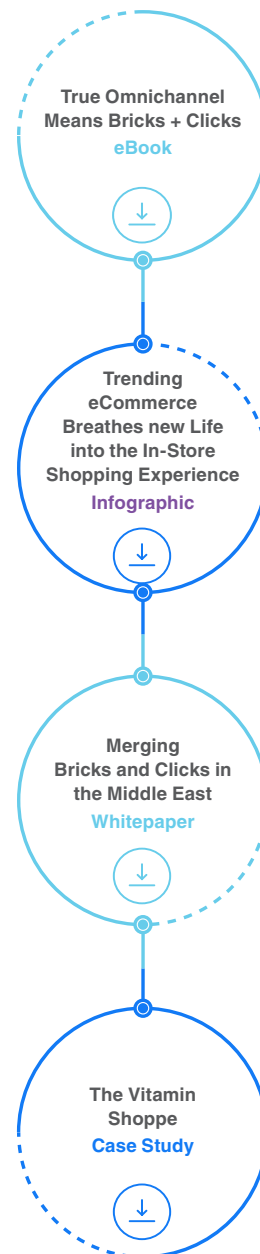 True Omnichannel
Means Bricks + Clicks
eBook
Trending
eCommerce
Breathes new Life
into the In-Store
Shopping Experience
Infographic
Merging
Bricks and Clicks in
the Middle East
Whitepaper
The Vitamin
Shoppe
Case Study